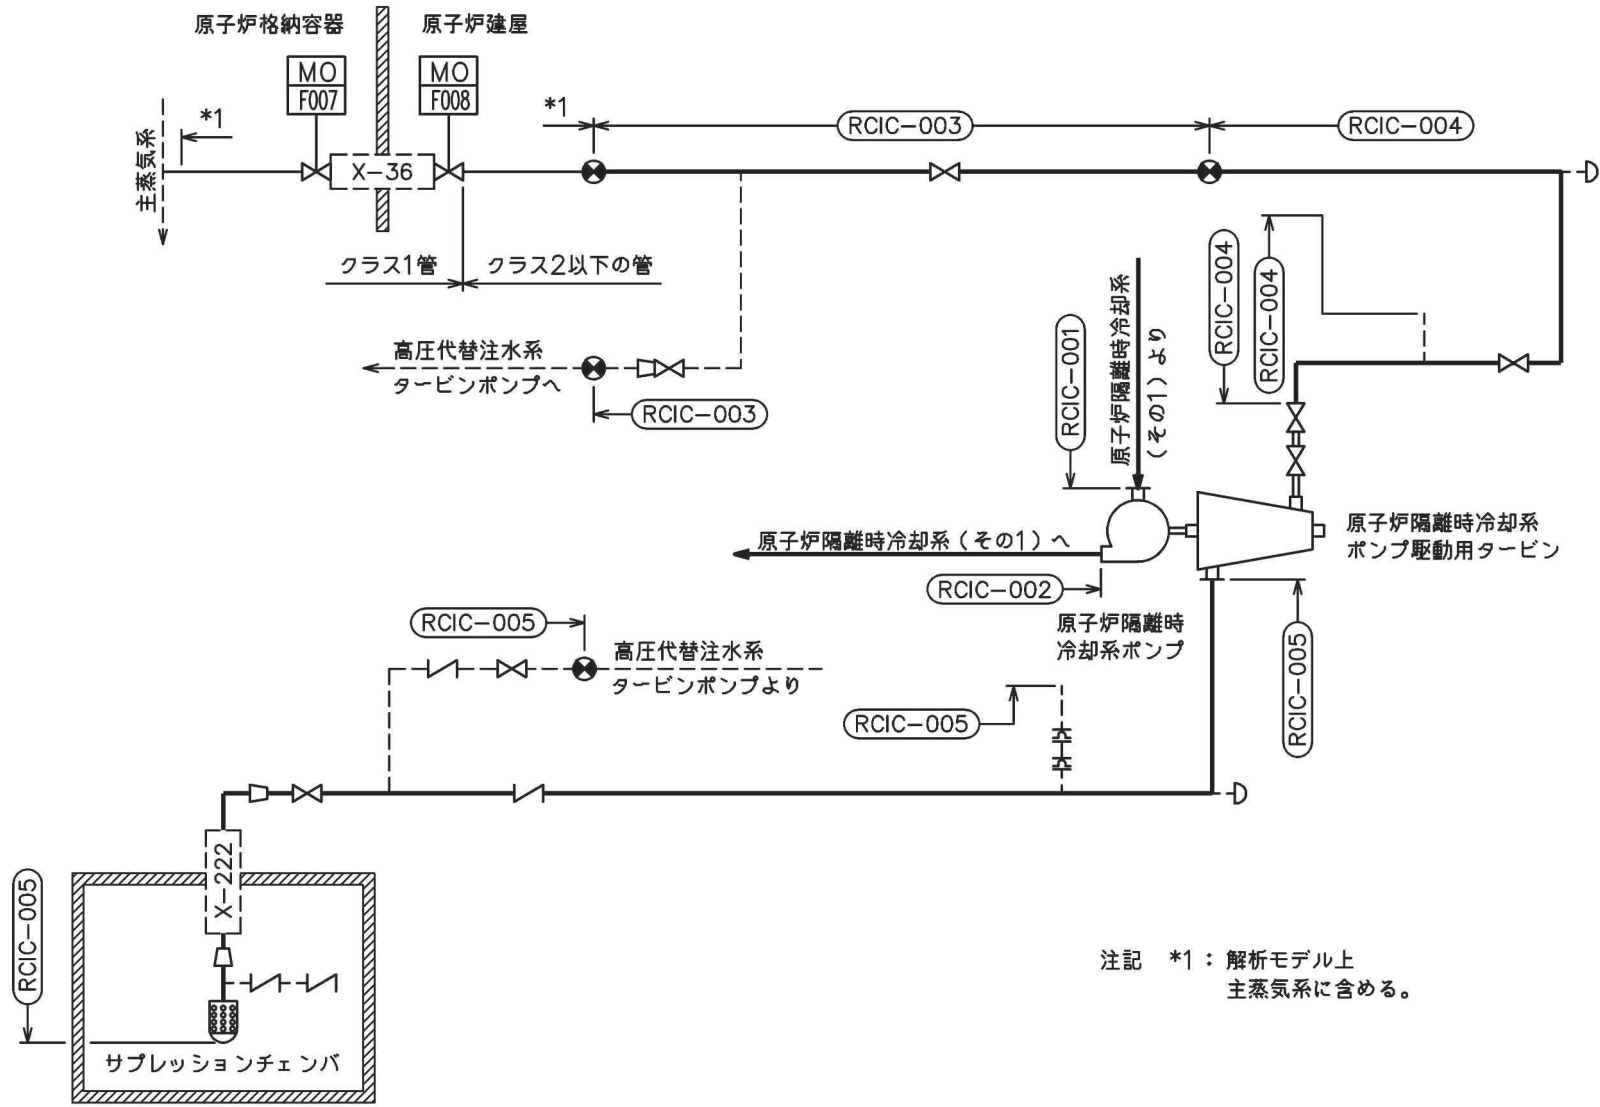 原子炉格納容器
原子炉建屋
MO
F007
MO
F008
*1
*1
RCIC-003
RCIC-004
主蒸気系
X-36
クラス1管
クラス2以下の管
RCIC-004
RCIC-004
高圧代替注水系
タービンポンプへ
RCIC-003
RCIC-001
原子炉隔離時冷却系
(その1)より
原子炉隔離時冷却系(その1)へ
原子炉隔離時冷却系
ポンプ駆動用タービン
RCIC-002
原子炉隔離時
冷却系ポンプ
RCIC-005
高圧代替注水系
タービンポンプより
RCIC-005
RCIC-005
X-222
RCIC-005
サプレッションチェンバ
注記 *1:解析モデル上
主蒸気系に含める。